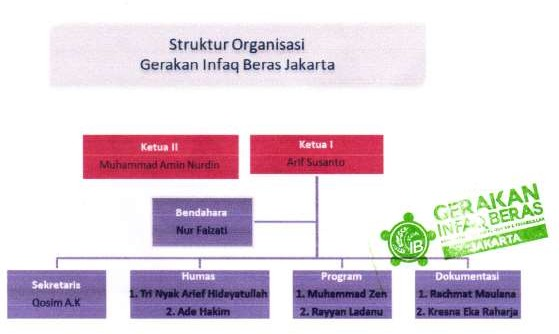 Struktur Organisasi
Gerakan Infaq Beras Jakarta
Ketua II
Muhammad Amin Nurdin
Ketua I
Arif Susanto
Bendahara
Nur Faizati
GERAKAN
INFAQ BERAS
JAKARTA
IB
Sekretaris
Qosim A.K
Humas
1. Tri Nyak Arief Hidayatullah
2. Ade Hakim
Program
1. Muhammad Zen
2. Rayyan Ladanu
Dokumentasi
1. Rachmat Maulana
2. Kresna Eka Raharja